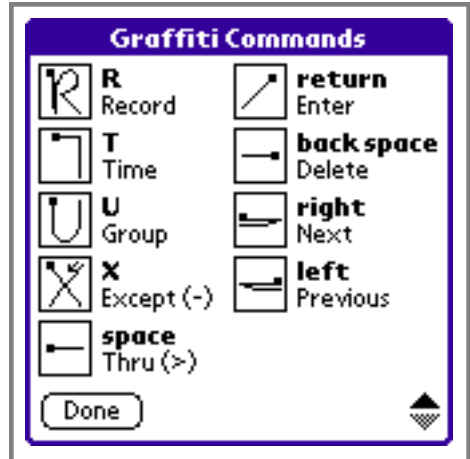 Graffiti Commands
R
Record
T
Time
U
Group
X
Except (-)
space
Thru (>)
return
Enter
back space
Delete
right
Next
left
Previous
Done